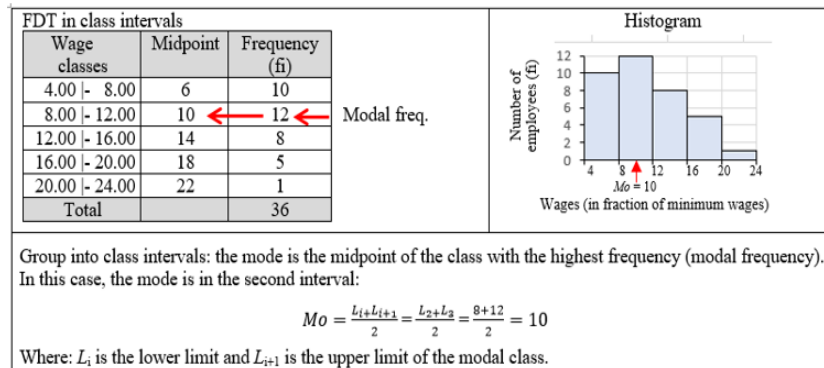 FDT in class intervals
Wage classes Midpoint Frequency (fi)
4.00 |- 8.00 6 10
8.00 |- 12.00 10 12 Modal freq.
12.00 |- 16.00 14 8
16.00 |- 20.00 18 5
20.00 |- 24.00 22 1
Total 36
Histogram
Number of employees (fi)
12
10
8
6
4
2
0
4 8 12 16 20 24
Mo = 10
Wages (in fraction of minimum wages)
Group into class intervals: the mode is the midpoint of the class with the highest frequency (modal frequency).
In this case, the mode is in the second interval:
Mo = (Li+Li+1)/2 = (L2+L3)/2 = (8+12)/2 = 10
Where: Li is the lower limit and Li+1 is the upper limit of the modal class.